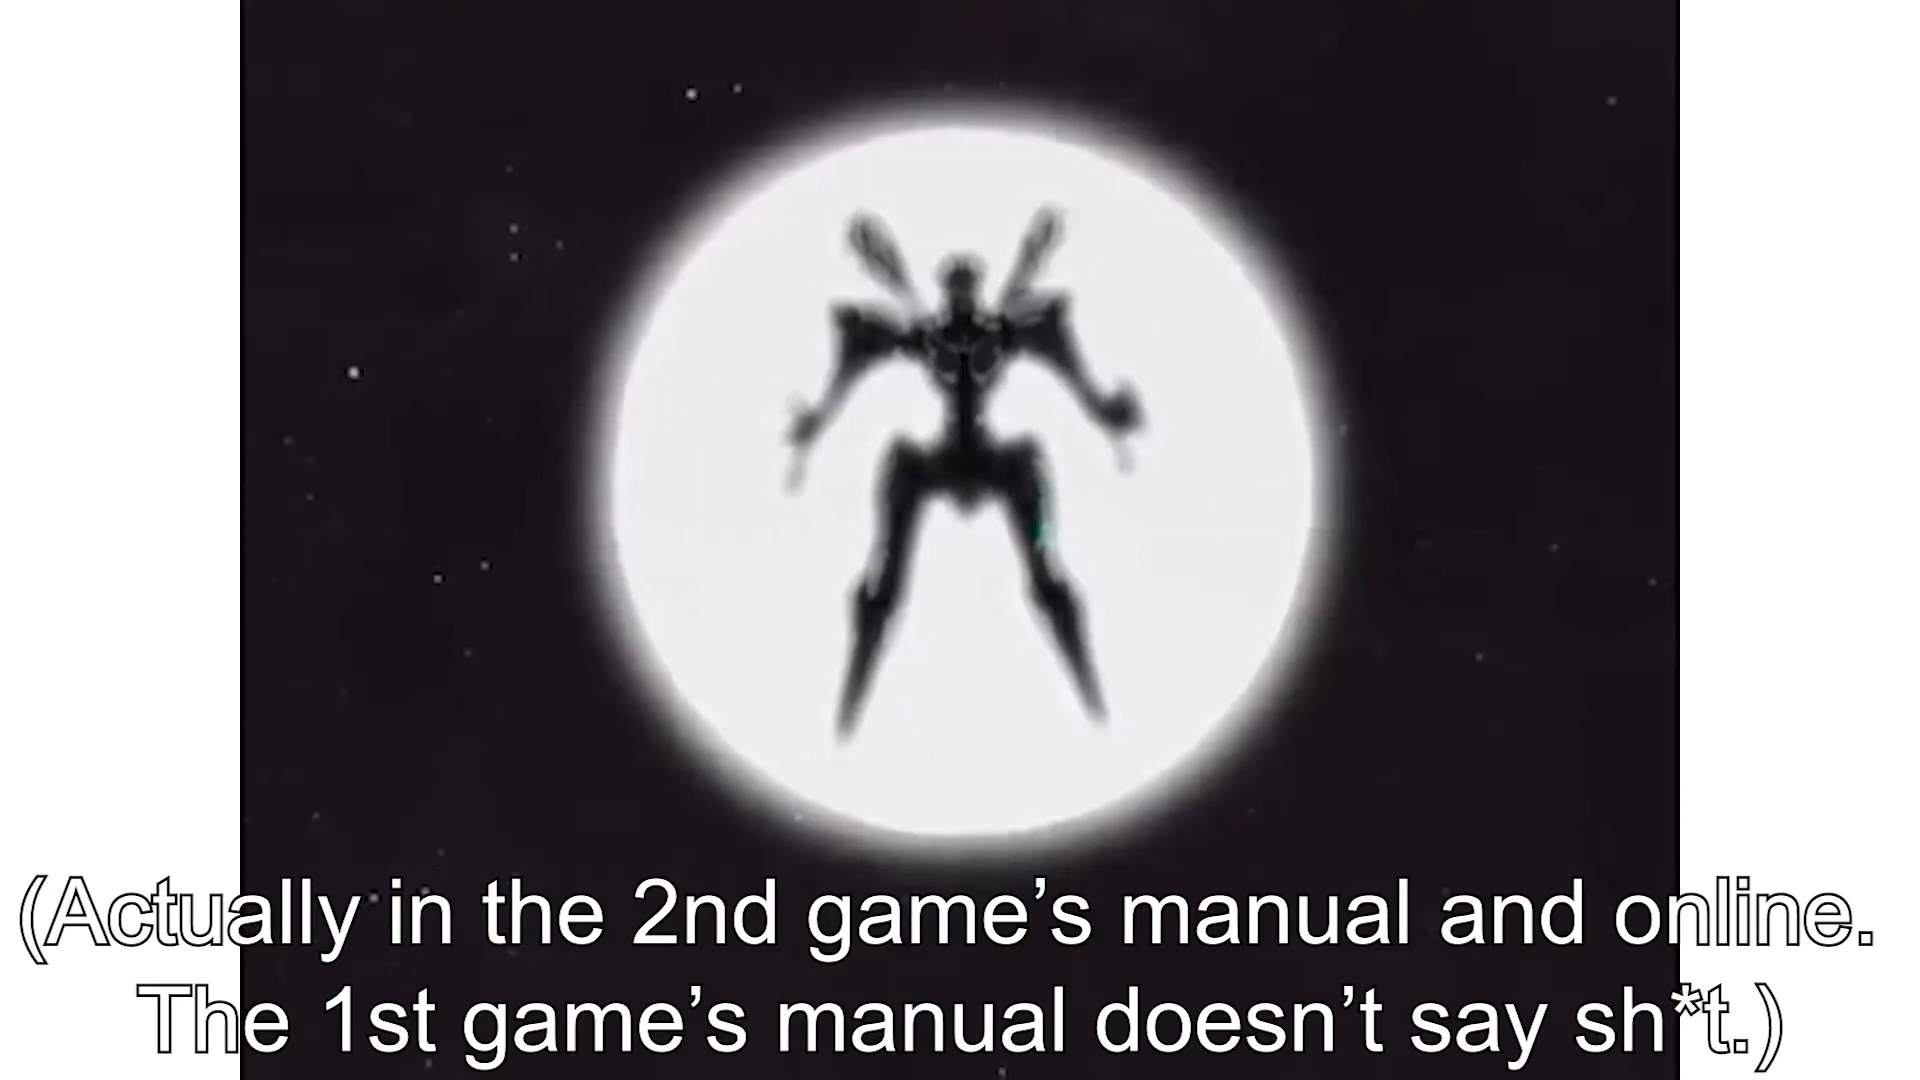 (Actually in the 2nd game’s manual and online.
The 1st game’s manual doesn’t say sh*t.)